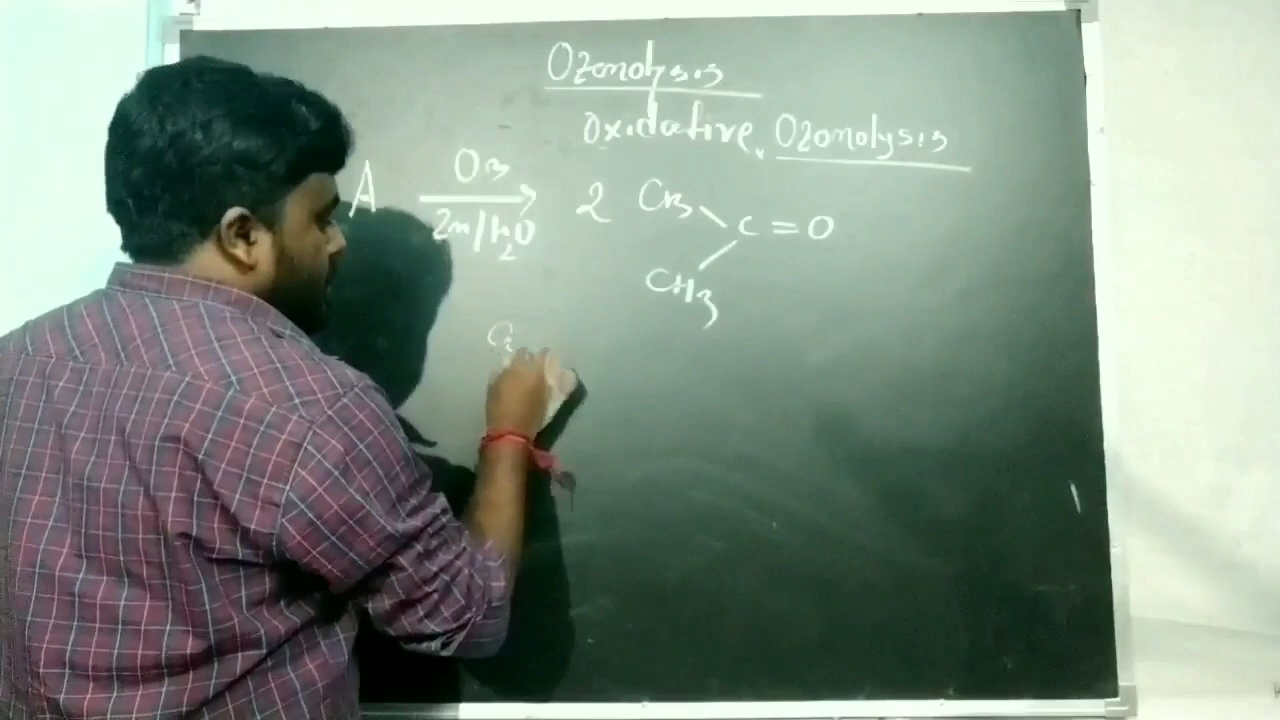 Ozonolysis
Oxidative Ozonolysis
A O3 2 CH3
Zn/H2O C=O
CH3